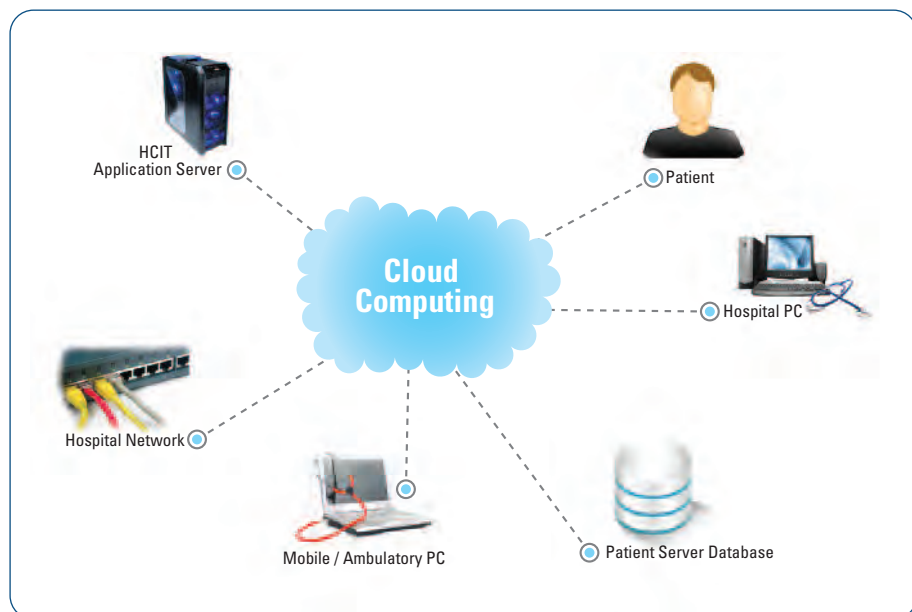 HCIT
Application Server
Patient
Cloud
Computing
Hospital PC
Hospital Network
Mobile / Ambulatory PC
Patient Server Database